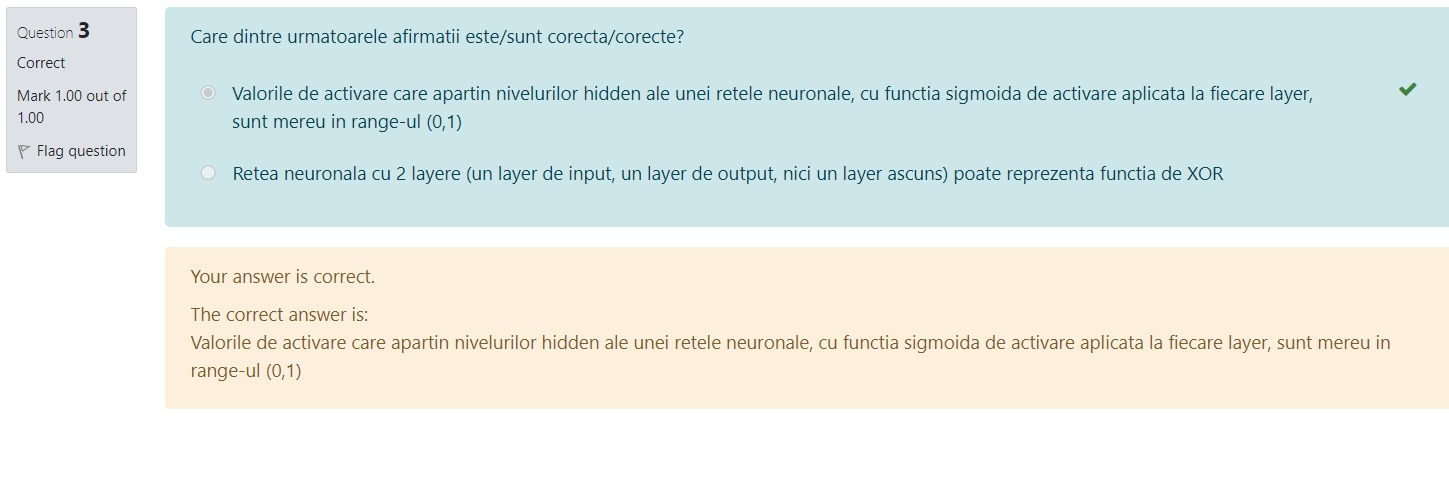 Question 3
Correct
Mark 1.00 out of
1.00
Flag question
Care dintre urmatoarele afirmatii este/sunt corecta/corecte?
Valorile de activare care apartin nivelurilor hidden ale unei retele neuronale, cu functia sigmoida de activare aplicata la fiecare layer,
sunt mereu in range-ul (0,1)
Retea neuronala cu 2 layere (un layer de input, un layer de output, nici un layer ascuns) poate reprezenta functia de XOR
Your answer is correct.
The correct answer is:
Valorile de activare care apartin nivelurilor hidden ale unei retele neuronale, cu functia sigmoida de activare aplicata la fiecare layer, sunt mereu in
range-ul (0,1)